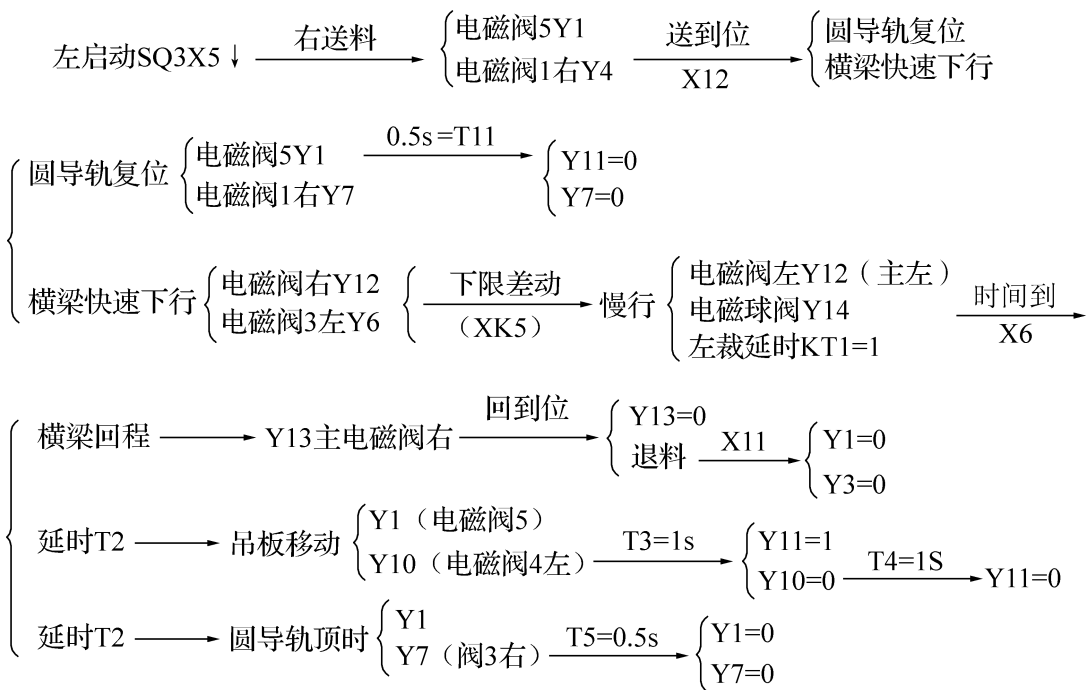 左启动SQ3X5↓ 右送料 电磁阀5Y1 送到位 圆导轨复位
电磁阀1右Y4 X12 横梁快速下行
圆导轨复位 电磁阀5Y1 0.5s=T11 Y11=0
电磁阀1右Y7 Y7=0
横梁快速下行 电磁阀右Y12 下限差动 慢行 电磁阀左Y12（主左） 时间到
电磁阀3左Y6 （XK5） 电磁球阀Y14 X6
左裁延时KT1=1
横梁回程 Y13主电磁阀右 回到位 Y13=0 X11 Y1=0
退料 Y3=0
延时T2 吊板移动 Y1（电磁阀5） T3=1s Y11=1 T4=1S Y11=0
Y10（电磁阀4左） Y10=0
延时T2 圆导轨顶时 Y1 T5=0.5s Y1=0
Y7（阀3右） Y7=0